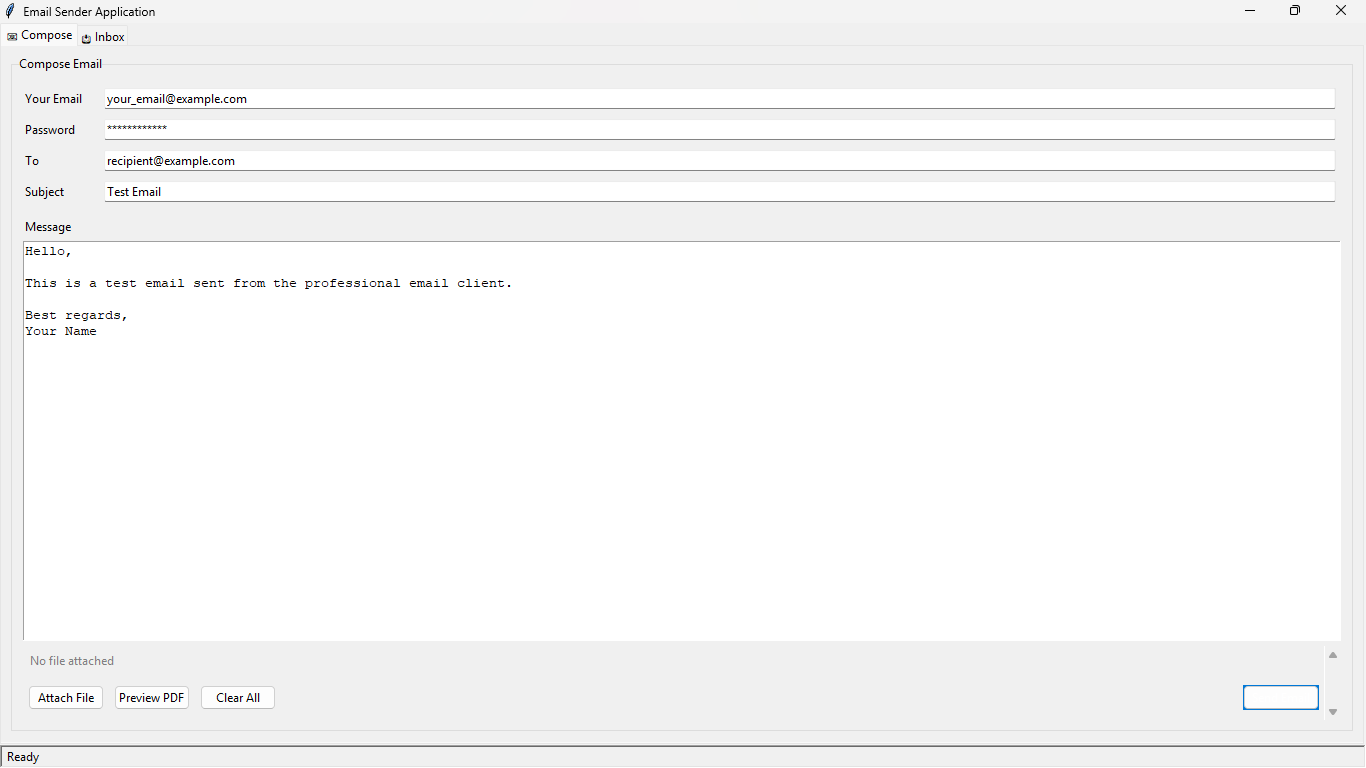 Email Sender Application
Compose
Inbox
Compose Email
Your Email your_email@example.com
Password ************
To recipient@example.com
Subject Test Email
Message
Hello,
This is a test email sent from the professional email client.
Best regards,
Your Name
No file attached
Attach File Preview PDF Clear All
Ready